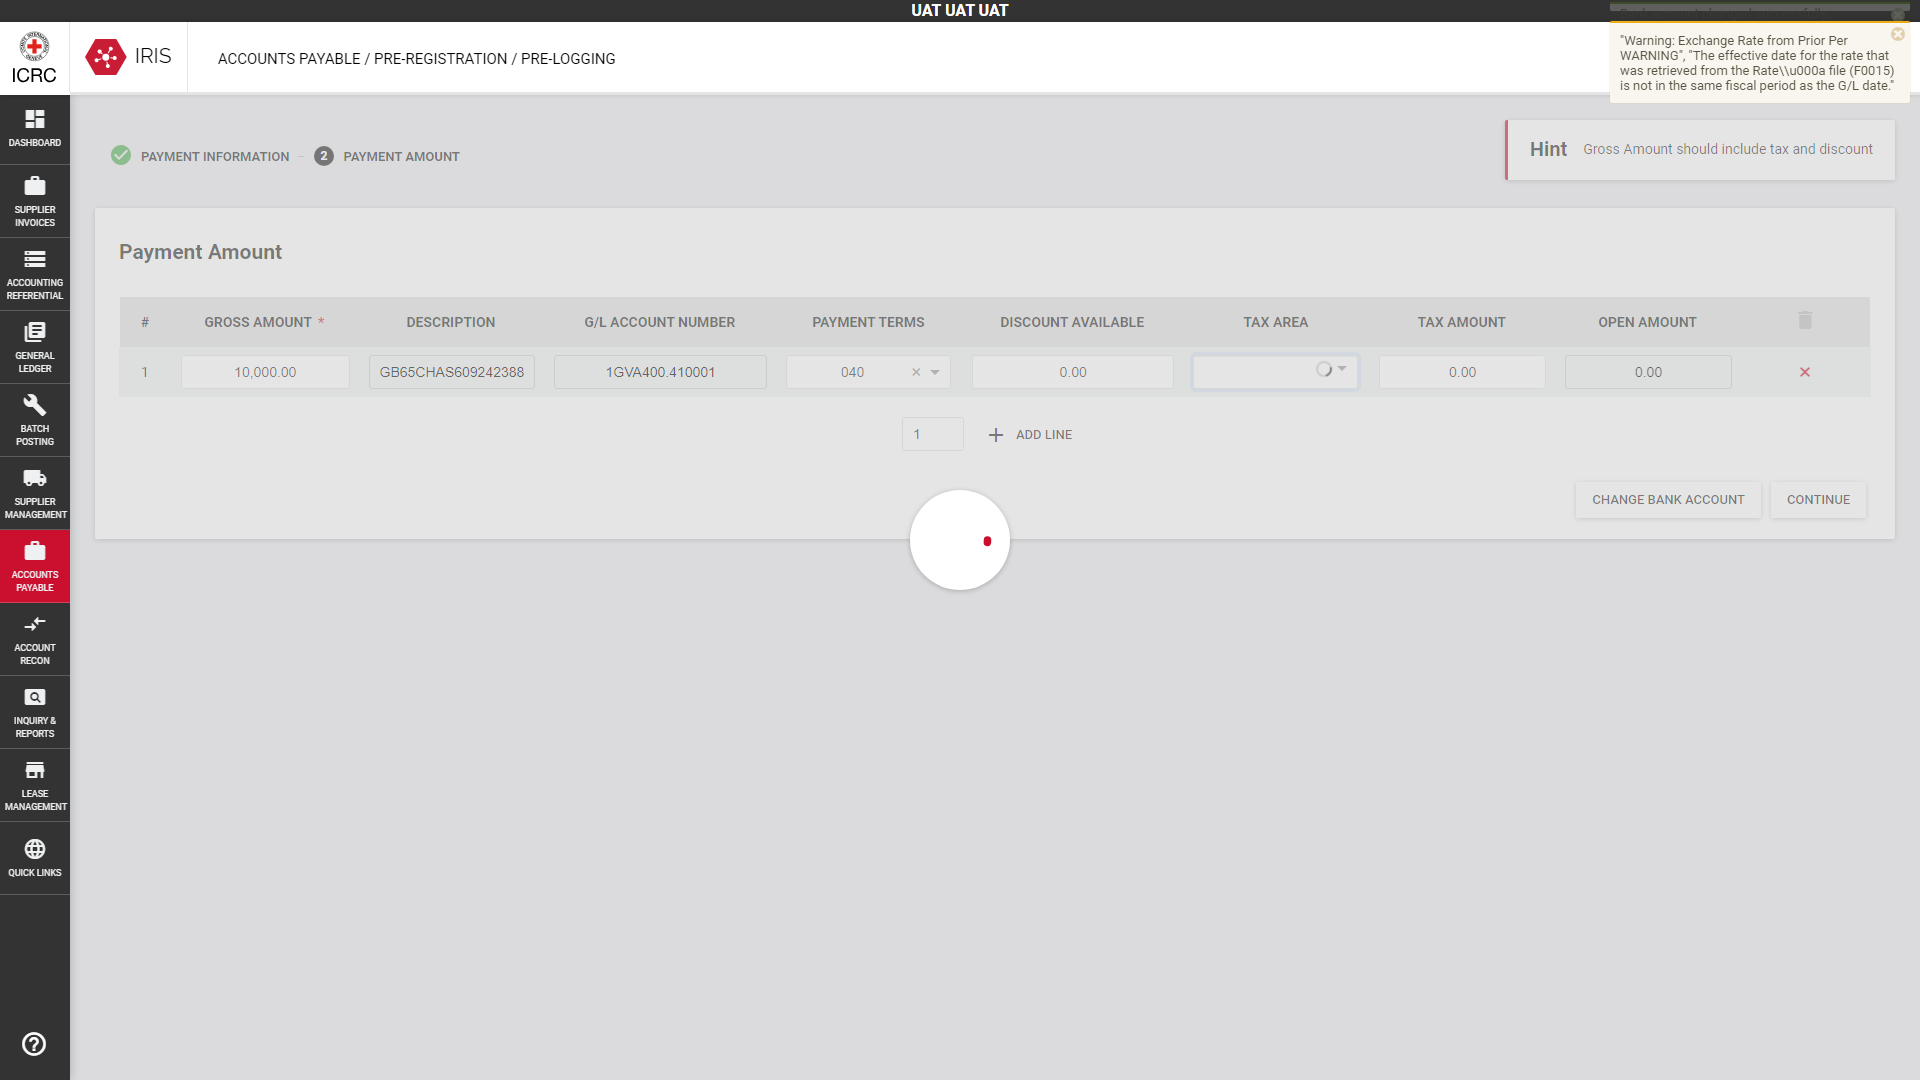 UAT UAT UAT
ICRC
IRIS
ACCOUNTS PAYABLE / PRE-REGISTRATION / PRE-LOGGING
"Warning: Exchange Rate from Prior Per
WARNING", "The effective date for the rate that
was retrieved from the Rate\\u000a file (F0015)
is not in the same fiscal period as the G/L date."
DASHBOARD
SUPPLIER
INVOICES
ACCOUNTING
REFERENTIAL
GENERAL
LEDGER
BATCH
POSTING
SUPPLIER
MANAGEMENT
ACCOUNTS
PAYABLE
ACCOUNT
RECON
INQUIRY &
REPORTS
LEASE
MANAGEMENT
QUICK LINKS
PAYMENT INFORMATION
2 PAYMENT AMOUNT
Hint Gross Amount should include tax and discount
Payment Amount
# GROSS AMOUNT * DESCRIPTION G/L ACCOUNT NUMBER PAYMENT TERMS DISCOUNT AVAILABLE TAX AREA TAX AMOUNT OPEN AMOUNT
1 10,000.00 GB65CHAS609242388 1GVA400.410001 040 0.00 0.00 0.00
1 ADD LINE
CHANGE BANK ACCOUNT CONTINUE